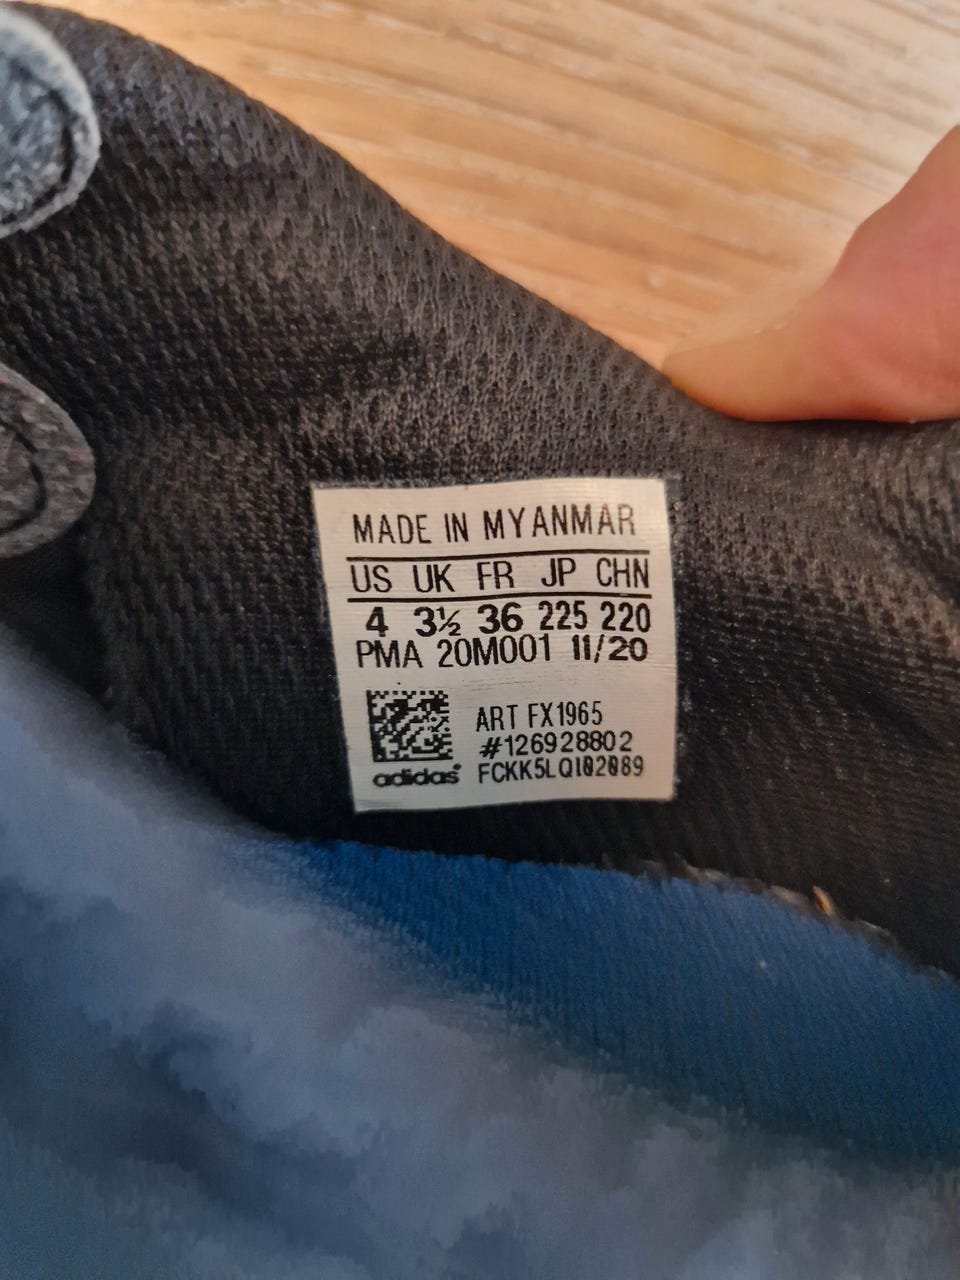 MADE IN MYANMAR
US UK FR JP CHN
4 3½ 36 225 220
PMA 20M001 11/20
ART FX1965
#126928802
adidas FCKK5LQI02089